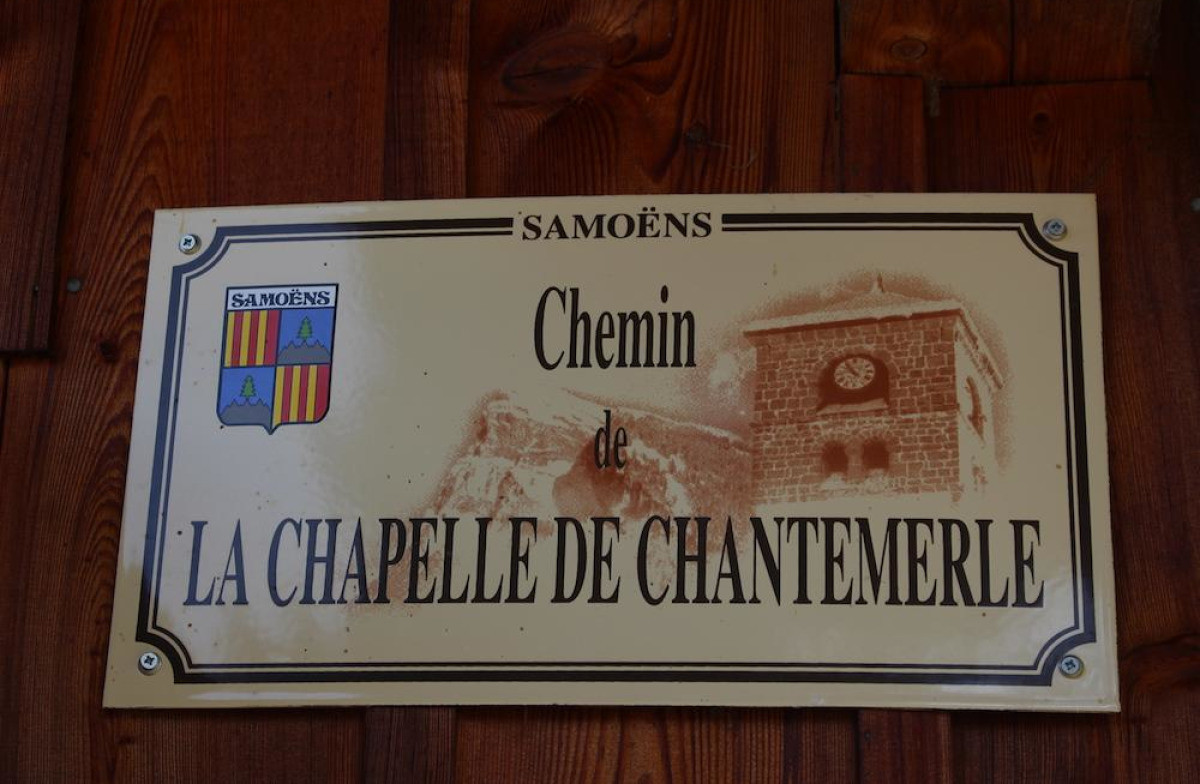 SAMOËNS
SAMOËNS
Chemin
de
LA CHAPELLE DE CHANTEMERLE